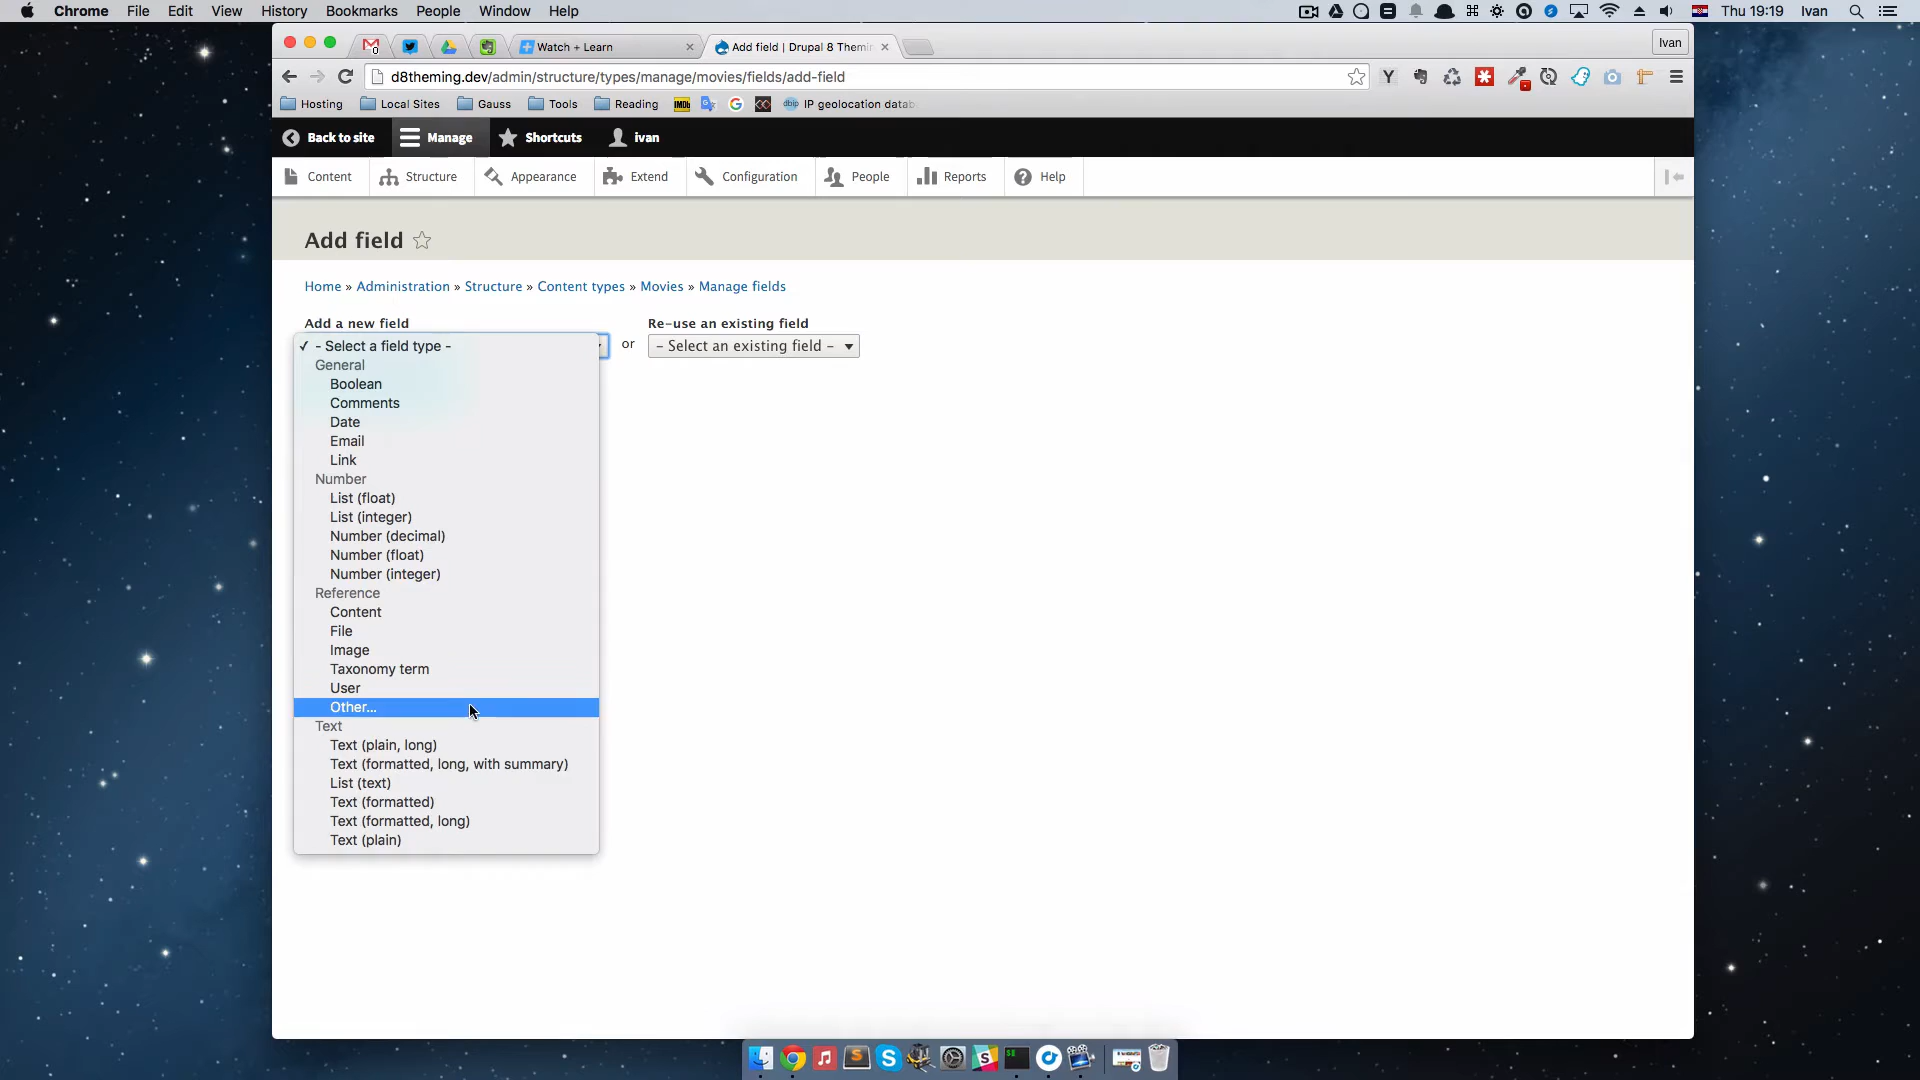 Chrome File Edit View History Bookmarks People Window Help
Thu 19:19 Ivan
0
Watch + Learn
Add field | Drupal 8 Themin
Ivan
d8theming.dev/admin/structure/types/manage/movies/fields/add-field
Y
Hosting Local Sites Gauss Tools Reading IMDb G dbip IP geolocation datab
Back to site Manage Shortcuts ivan
Content Structure Appearance Extend Configuration People Reports Help
Add field
Home » Administration » Structure » Content types » Movies » Manage fields
Add a new field
Re-use an existing field
✓ - Select a field type -
or
- Select an existing field -
General
Boolean
Comments
Date
Email
Link
Number
List (float)
List (integer)
Number (decimal)
Number (float)
Number (integer)
Reference
Content
File
Image
Taxonomy term
User
Other...
Text
Text (plain, long)
Text (formatted, long, with summary)
List (text)
Text (formatted)
Text (formatted, long)
Text (plain)